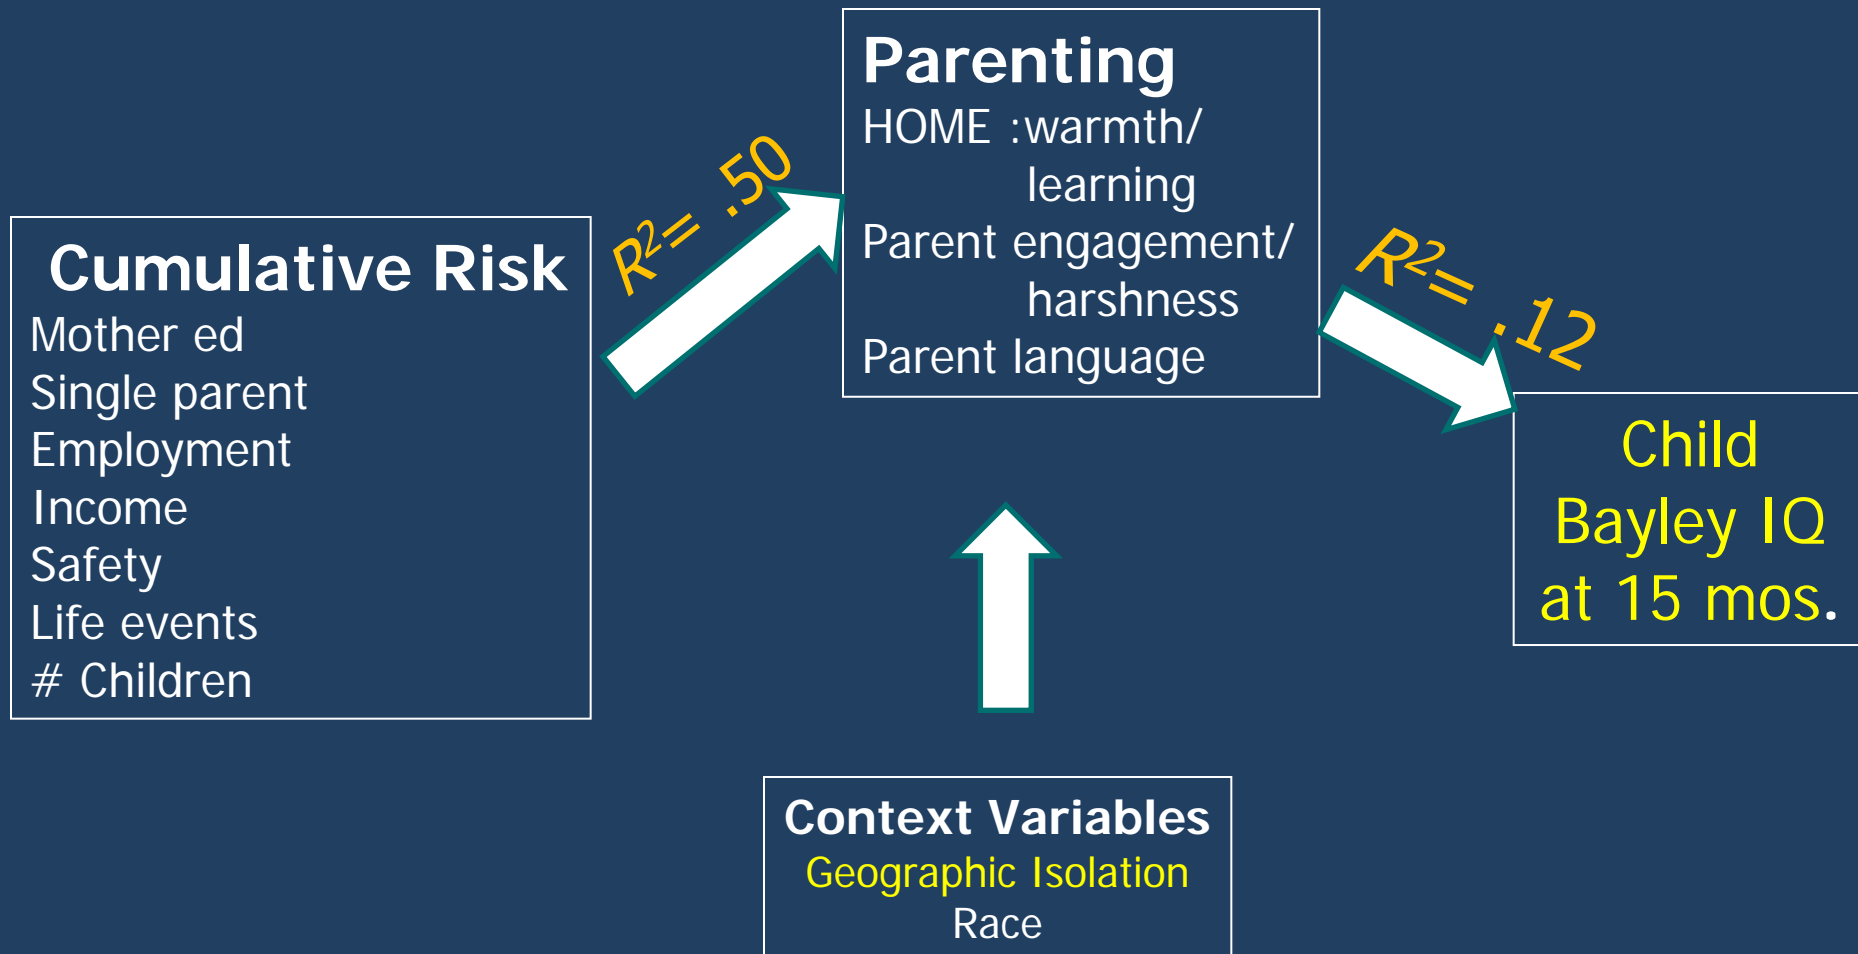 Parenting
HOME :warmth/
learning
Parent engagement/
harshness
Parent language
R²= .50
Cumulative Risk
Mother ed
Single parent
Employment
Income
Safety
Life events
# Children
R²= .12
Child
Bayley IQ
at 15 mos.
Context Variables
Geographic Isolation
Race